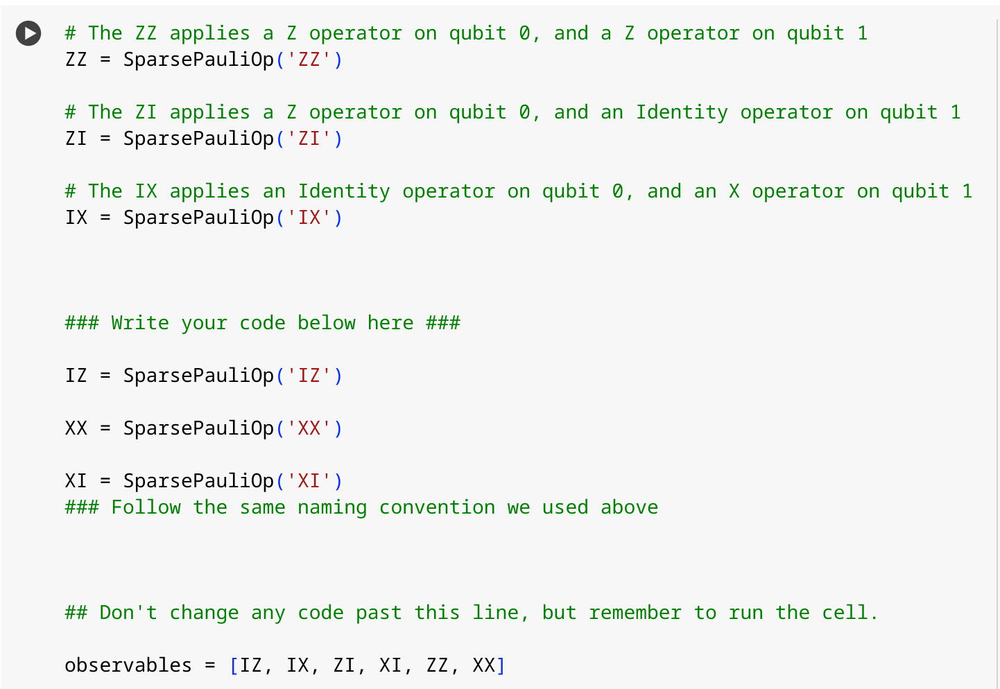 # The ZZ applies a Z operator on qubit 0, and a Z operator on qubit 1
ZZ = SparsePauliOp('ZZ')
# The ZI applies a Z operator on qubit 0, and an Identity operator on qubit 1
ZI = SparsePauliOp('ZI')
# The IX applies an Identity operator on qubit 0, and an X operator on qubit 1
IX = SparsePauliOp('IX')
### Write your code below here ###
IZ = SparsePauliOp('IZ')
XX = SparsePauliOp('XX')
XI = SparsePauliOp('XI')
### Follow the same naming convention we used above
## Don't change any code past this line, but remember to run the cell.
observables = [IZ, IX, ZI, XI, ZZ, XX]